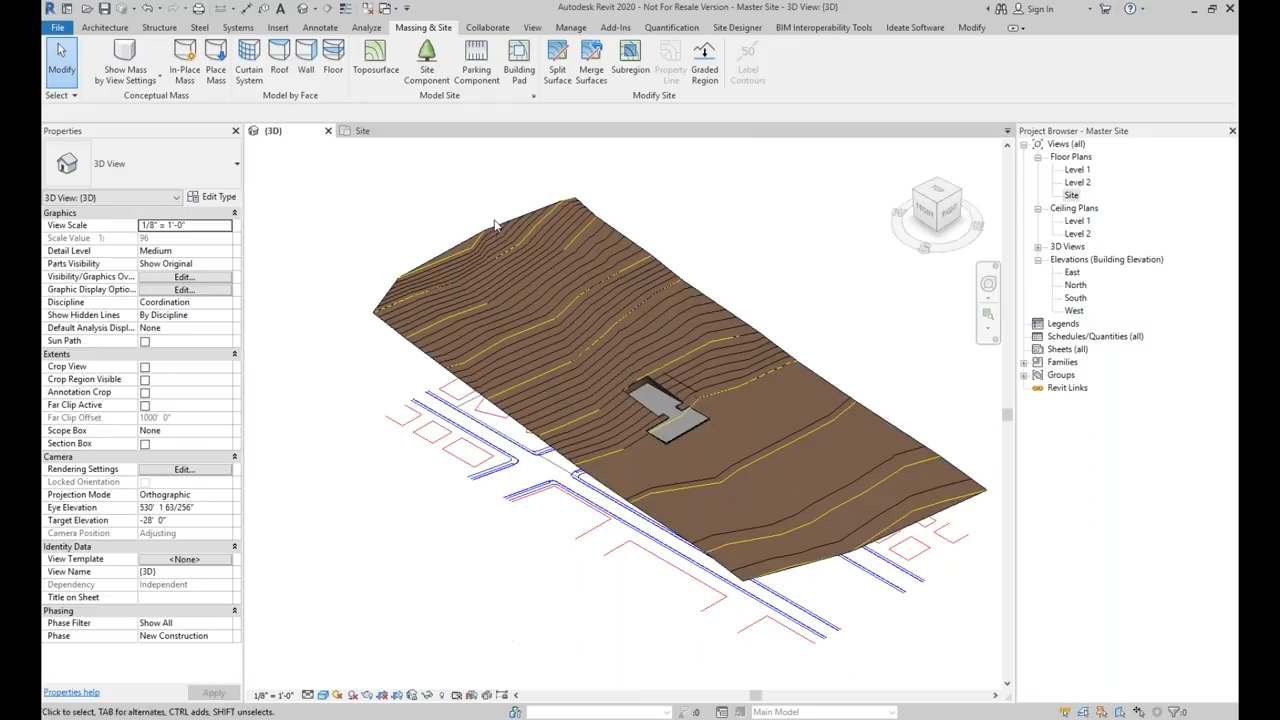 Autodesk Revit 2020 - Not For Resale Version - Master Site - 3D View: {3D}
Sign In
File Architecture Structure Steel Systems Insert Annotate Analyze Massing & Site Collaborate View Manage Add-Ins Quantification Site Designer BIM Interoperability Tools Ideate Software Modify
Modify
Show Mass by View Settings
In-Place Mass
Place Mass
Curtain System
Roof
Wall
Floor
Toposurface
Site Component
Parking Component
Building Pad
Split Surface
Merge Surfaces
Subregion
Property Line
Graded Region
50
Label Contours
Select
Conceptual Mass
Model by Face
Model Site
Modify Site
Properties
{3D}
Site
Project Browser - Master Site
3D View
3D View: {3D}
Edit Type
Graphics
View Scale 1/8" = 1'-0"
Scale Value 1: 96
Detail Level Medium
Parts Visibility Show Original
Visibility/Graphics Ov... Edit...
Graphic Display Optio... Edit...
Discipline Coordination
Show Hidden Lines By Discipline
Default Analysis Displ... None
Sun Path
Extents
Crop View
Crop Region Visible
Annotation Crop
Far Clip Active
Far Clip Offset 1000' 0"
Scope Box None
Section Box
Camera
Rendering Settings Edit...
Locked Orientation
Projection Mode Orthographic
Eye Elevation 530' 1 63/256"
Target Elevation -28' 0"
Camera Position Adjusting
Identity Data
View Template <None>
View Name {3D}
Dependency Independent
Title on Sheet
Phasing
Phase Filter Show All
Phase New Construction
Properties help
Apply
TOP
FRONT
RIGHT
Views (all)
Floor Plans
Level 1
Level 2
Site
Ceiling Plans
Level 1
Level 2
3D Views
Elevations (Building Elevation)
East
North
South
West
Legends
Schedules/Quantities (all)
Sheets (all)
Families
Groups
Revit Links
1/8" = 1'-0"
Click to select, TAB for alternates, CTRL adds, SHIFT unselects.
:0
Main Model
:0